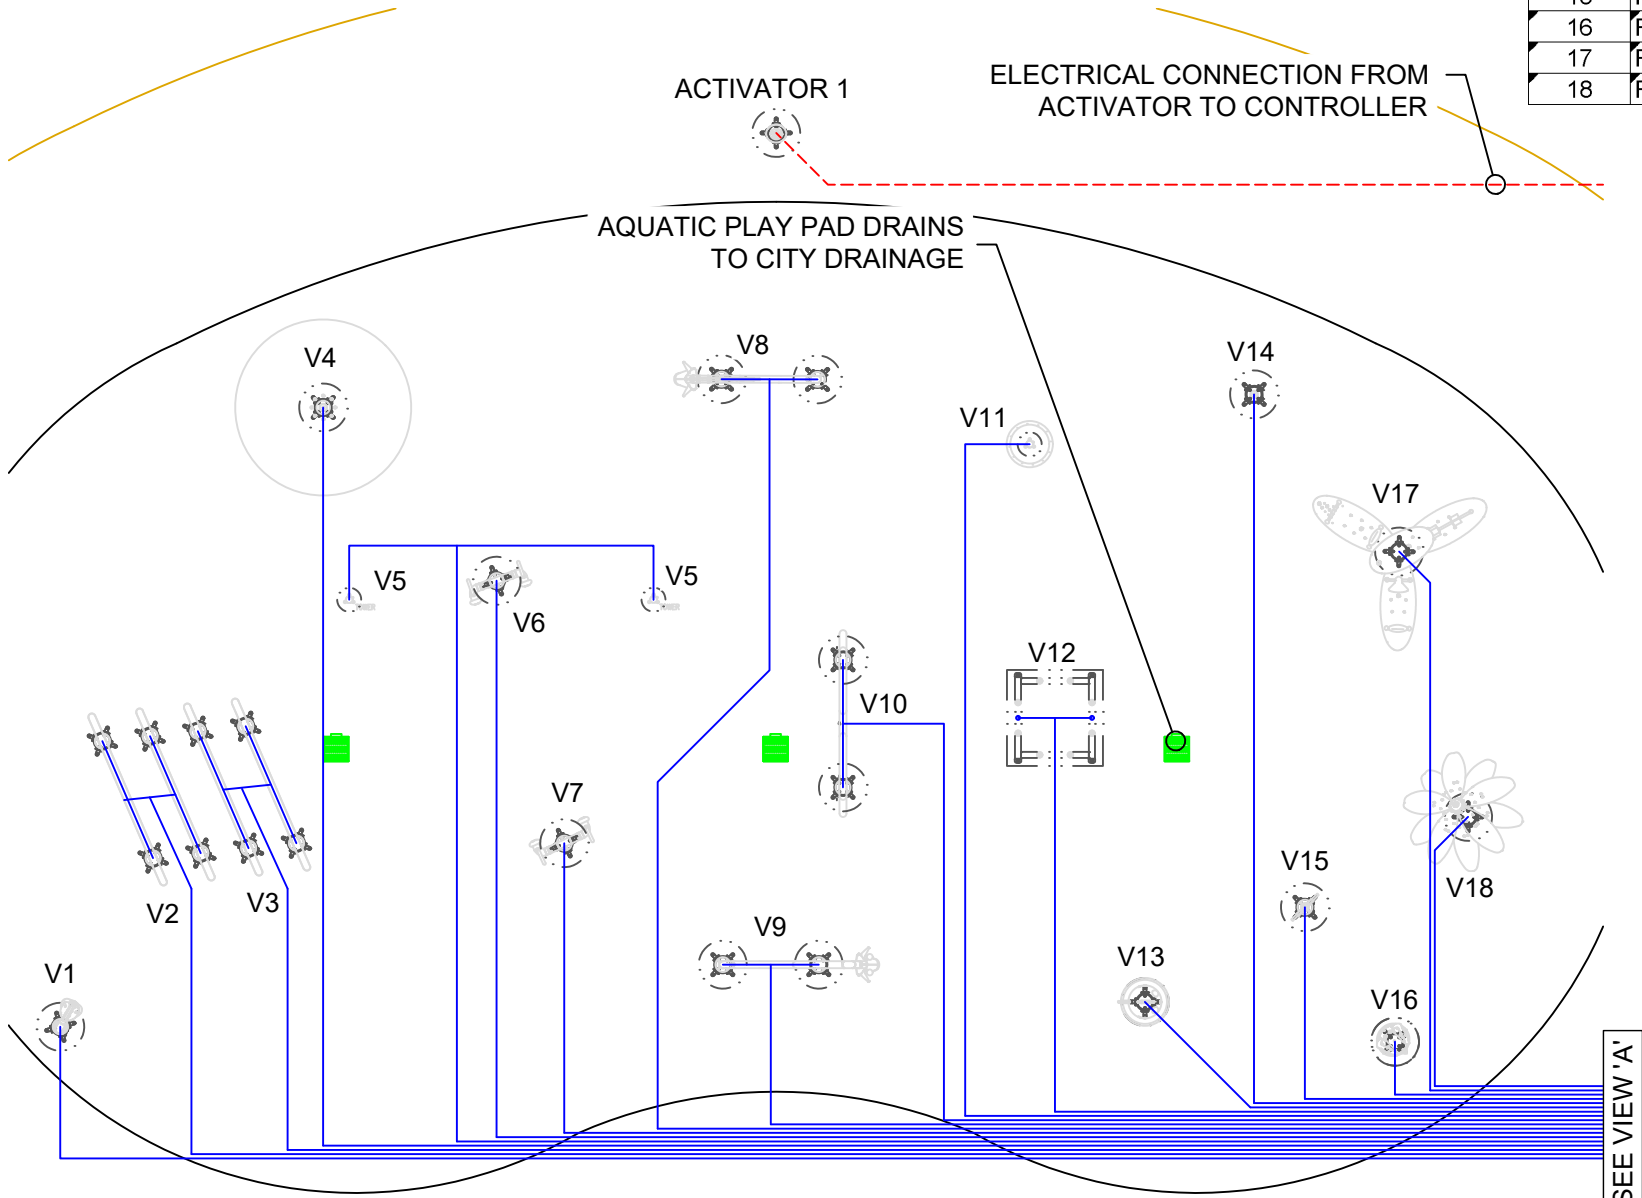 16 F
17 F
18 F
ACTIVATOR 1
ELECTRICAL CONNECTION FROM
ACTIVATOR TO CONTROLLER
AQUATIC PLAY PAD DRAINS
TO CITY DRAINAGE
V4
V8
V14
V11
V17
V5
V5
V6
V12
V10
V7
V15
V18
V3
V2
V9
V13
V1
V16
SEE VIEW 'A'